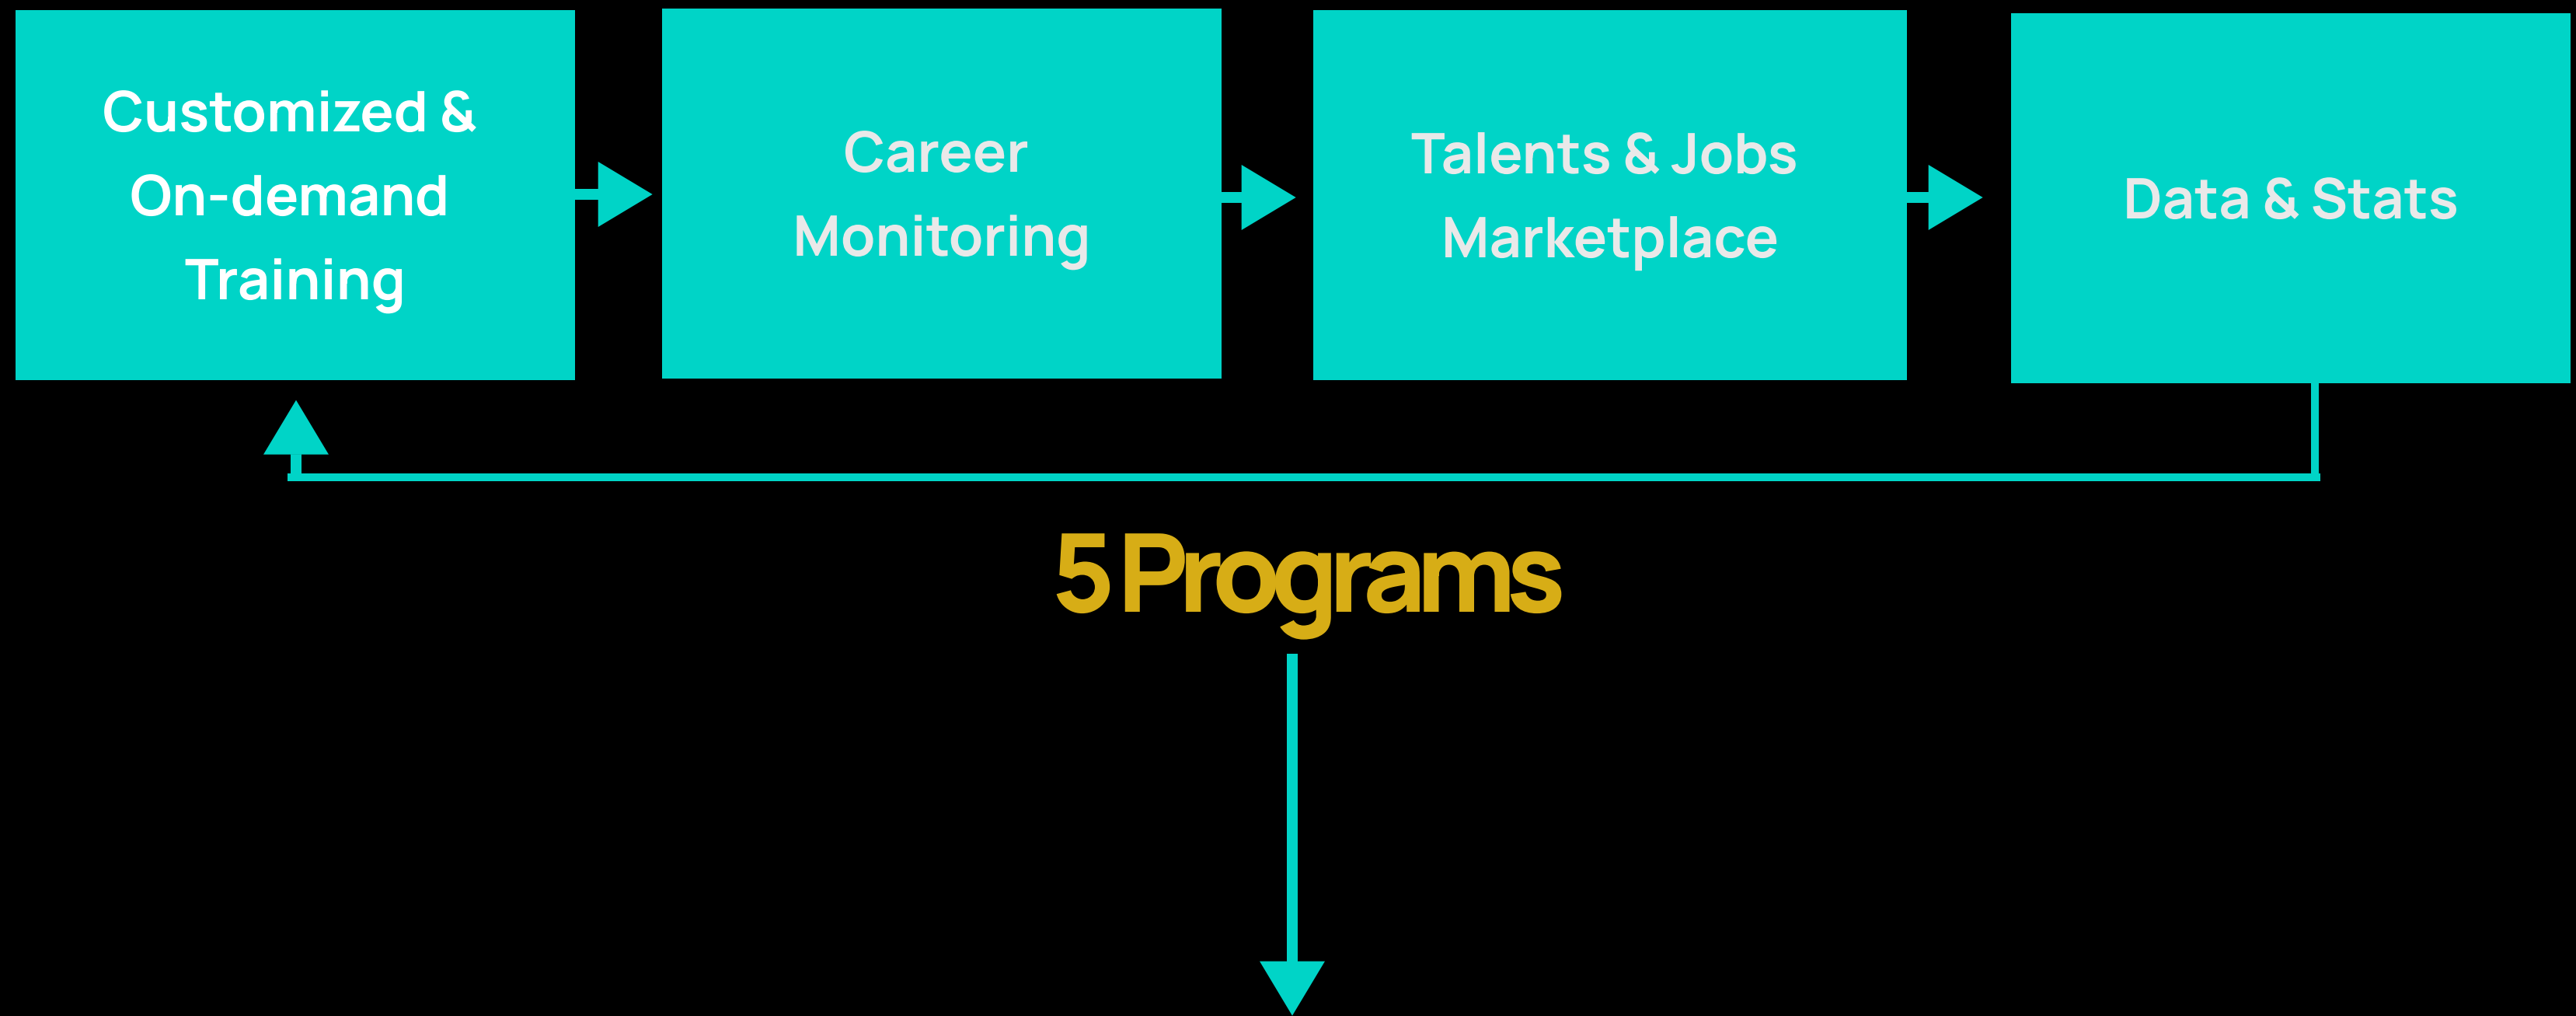 Customized &
On-demand
Training
Career
Monitoring
Talents & Jobs
Marketplace
Data & Stats
5 Programs